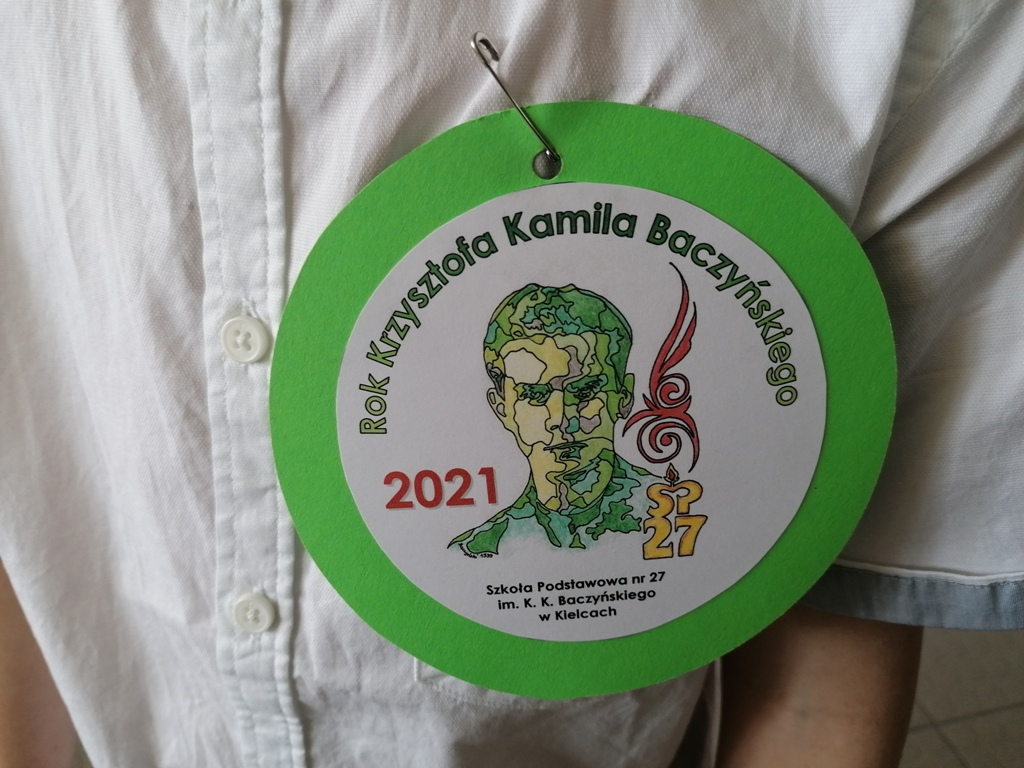 Rok Krzysztofa Kamila Baczyńskiego
2021
SP
27
Szkoła Podstawowa nr 27
im. K. K. Baczyńskiego
w Kielcach